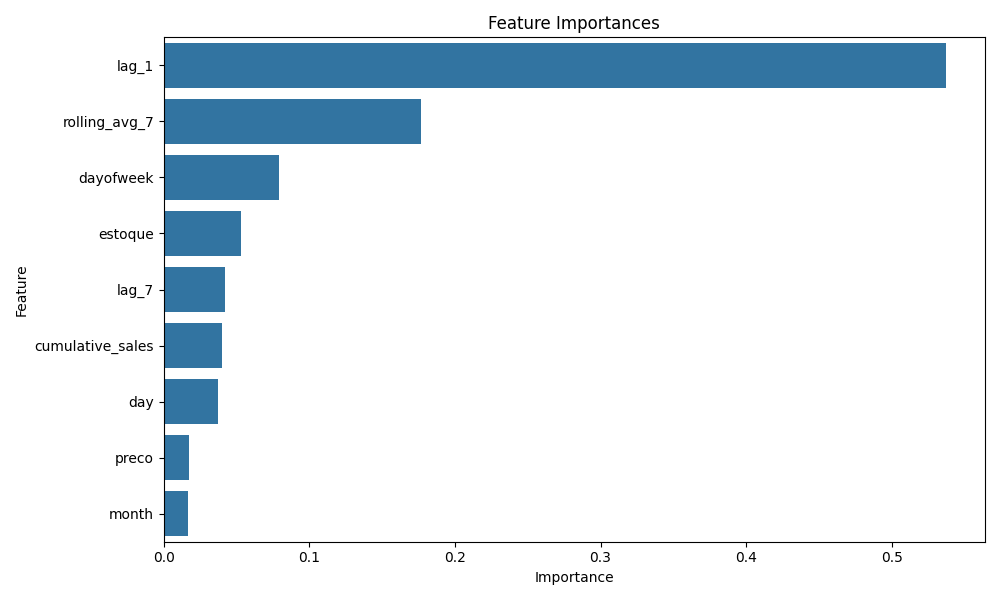 Feature Importances
Feature
lag_1
rolling_avg_7
dayofweek
estoque
lag_7
cumulative_sales
day
preco
month
0.0 0.1 0.2 0.3 0.4 0.5
Importance